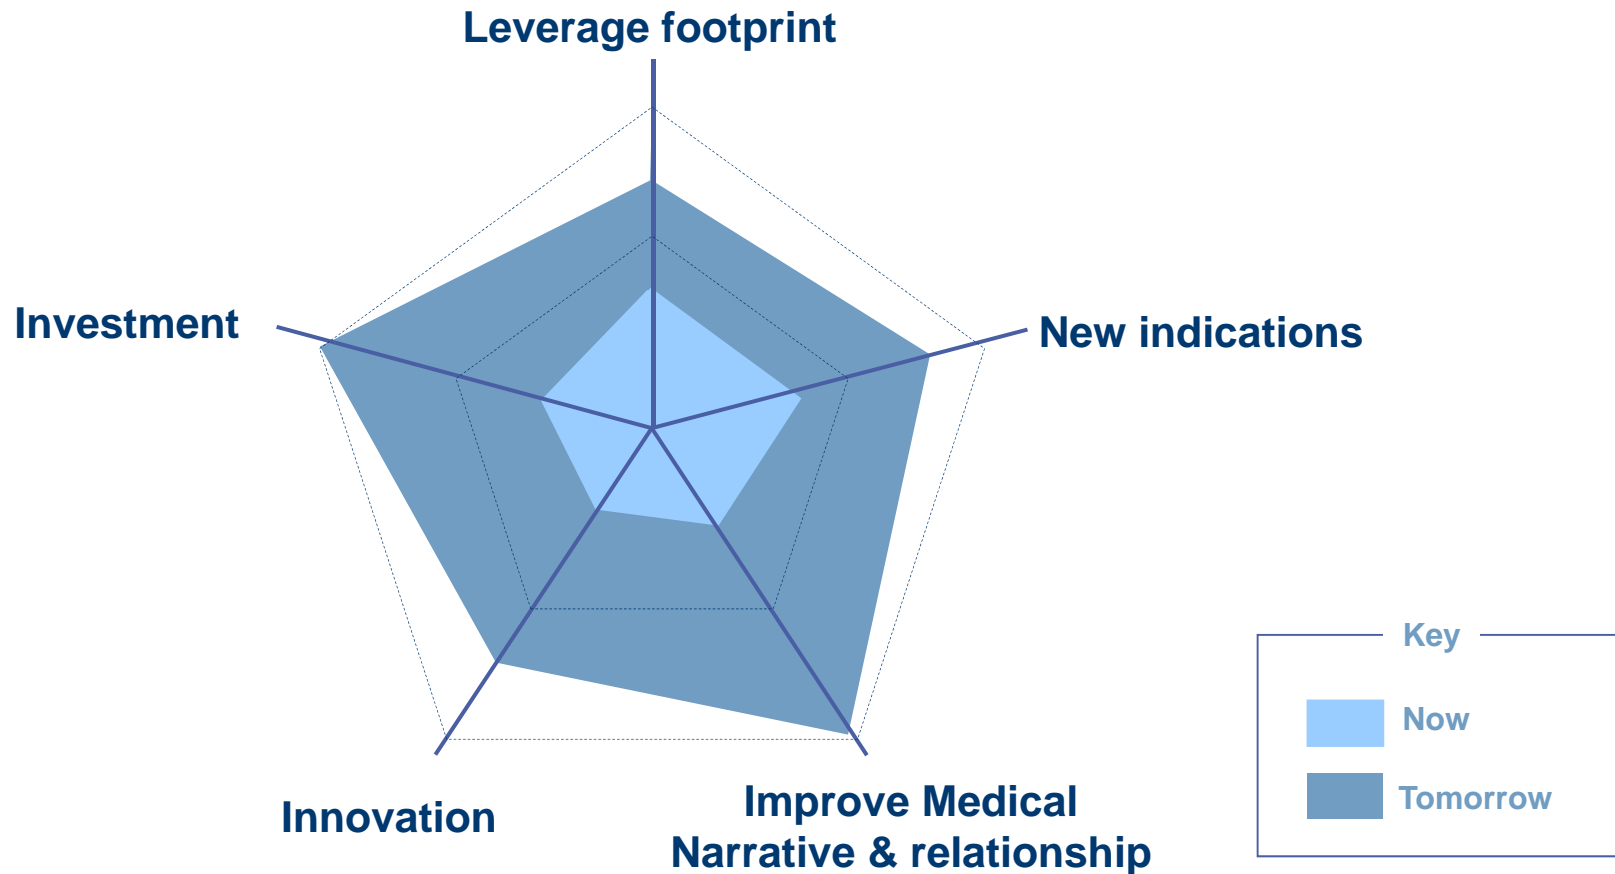 Leverage footprint
Investment
New indications
Innovation
Improve Medical
Narrative & relationship
Key
Now
Tomorrow